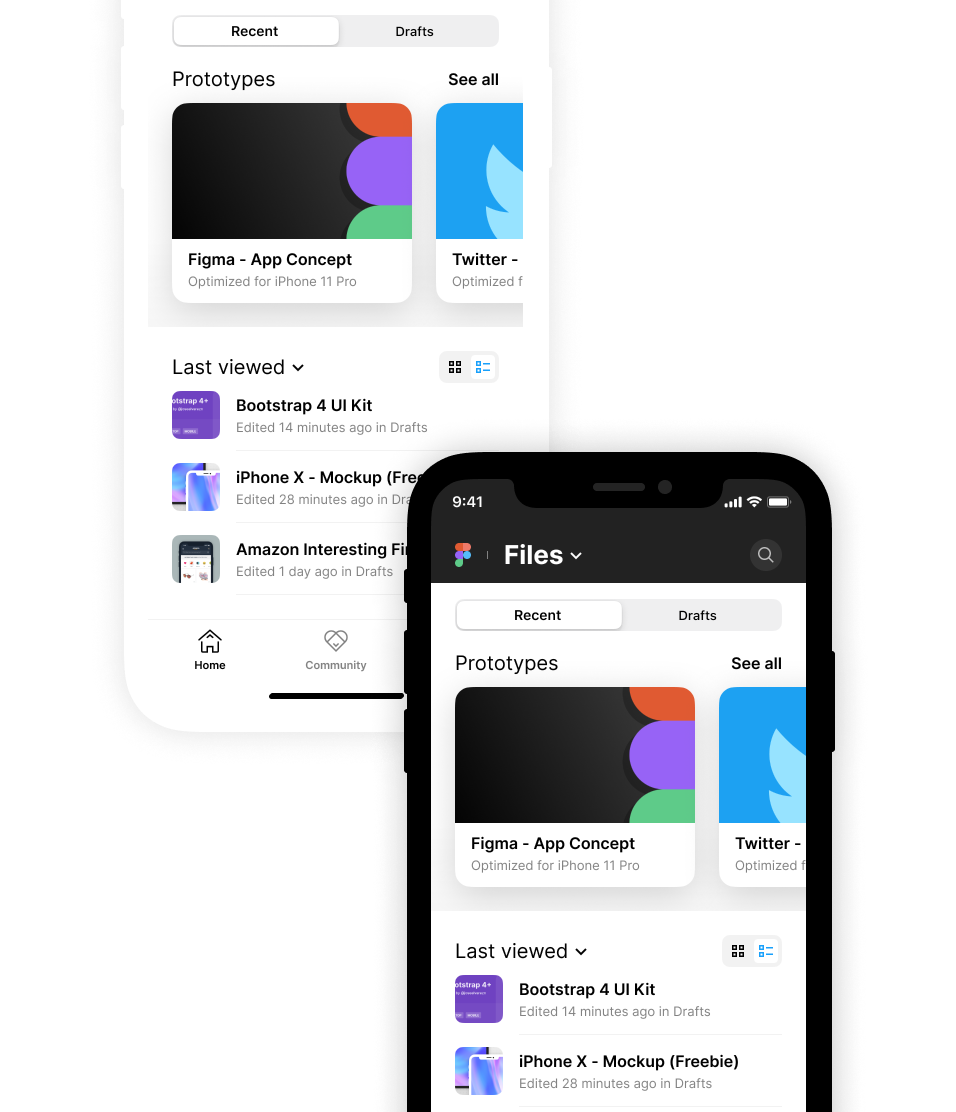 Recent
Drafts
Prototypes
See all
Figma - App Concept
Optimized for iPhone 11 Pro
Twitter -
Optimized f
Last viewed
otstrap 4+
Bootstrap 4 UI Kit
Edited 14 minutes ago in Drafts
iPhone X - Mockup (Free
Edited 28 minutes ago in Dra
Amazon Interesting Fi
Edited 1 day ago in Drafts
Home
Community
9:41
Files
Recent
Drafts
Prototypes
See all
Figma - App Concept
Optimized for iPhone 11 Pro
Twitter -
Optimized f
Last viewed
otstrap 4+
Bootstrap 4 UI Kit
Edited 14 minutes ago in Drafts
iPhone X - Mockup (Freebie)
Edited 28 minutes ago in Drafts